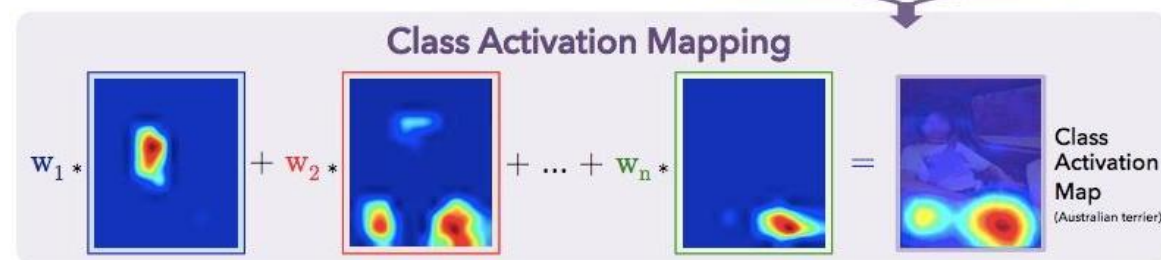 Class Activation Mapping
w1 * + w2 * + ... + wn * =
Class
Activation
Map
(Australian terrier)